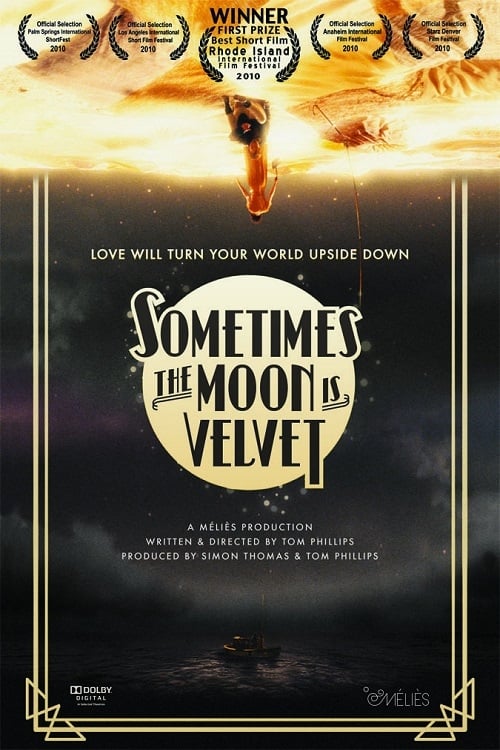 Official Selection
Palm Springs International
ShortFest
2010
Official Selection
Los Angeles International
Short Film Festival
2010
WINNER
FIRST PRIZE
Best Short Film
Rhode Island
International
Film Festival
2010
Official Selection
Anaheim International
Film Festival
2010
Official Selection
Starz Denver
Film Festival
2010
LOVE WILL TURN YOUR WORLD UPSIDE DOWN
SOMETIMES
THE MOON IS
VELVET
A MÉLIÈS PRODUCTION
WRITTEN & DIRECTED BY TOM PHILLIPS
PRODUCED BY SIMON THOMAS & TOM PHILLIPS
DOLBY
DIGITAL
In Selected Theatres
MÉLIÈS